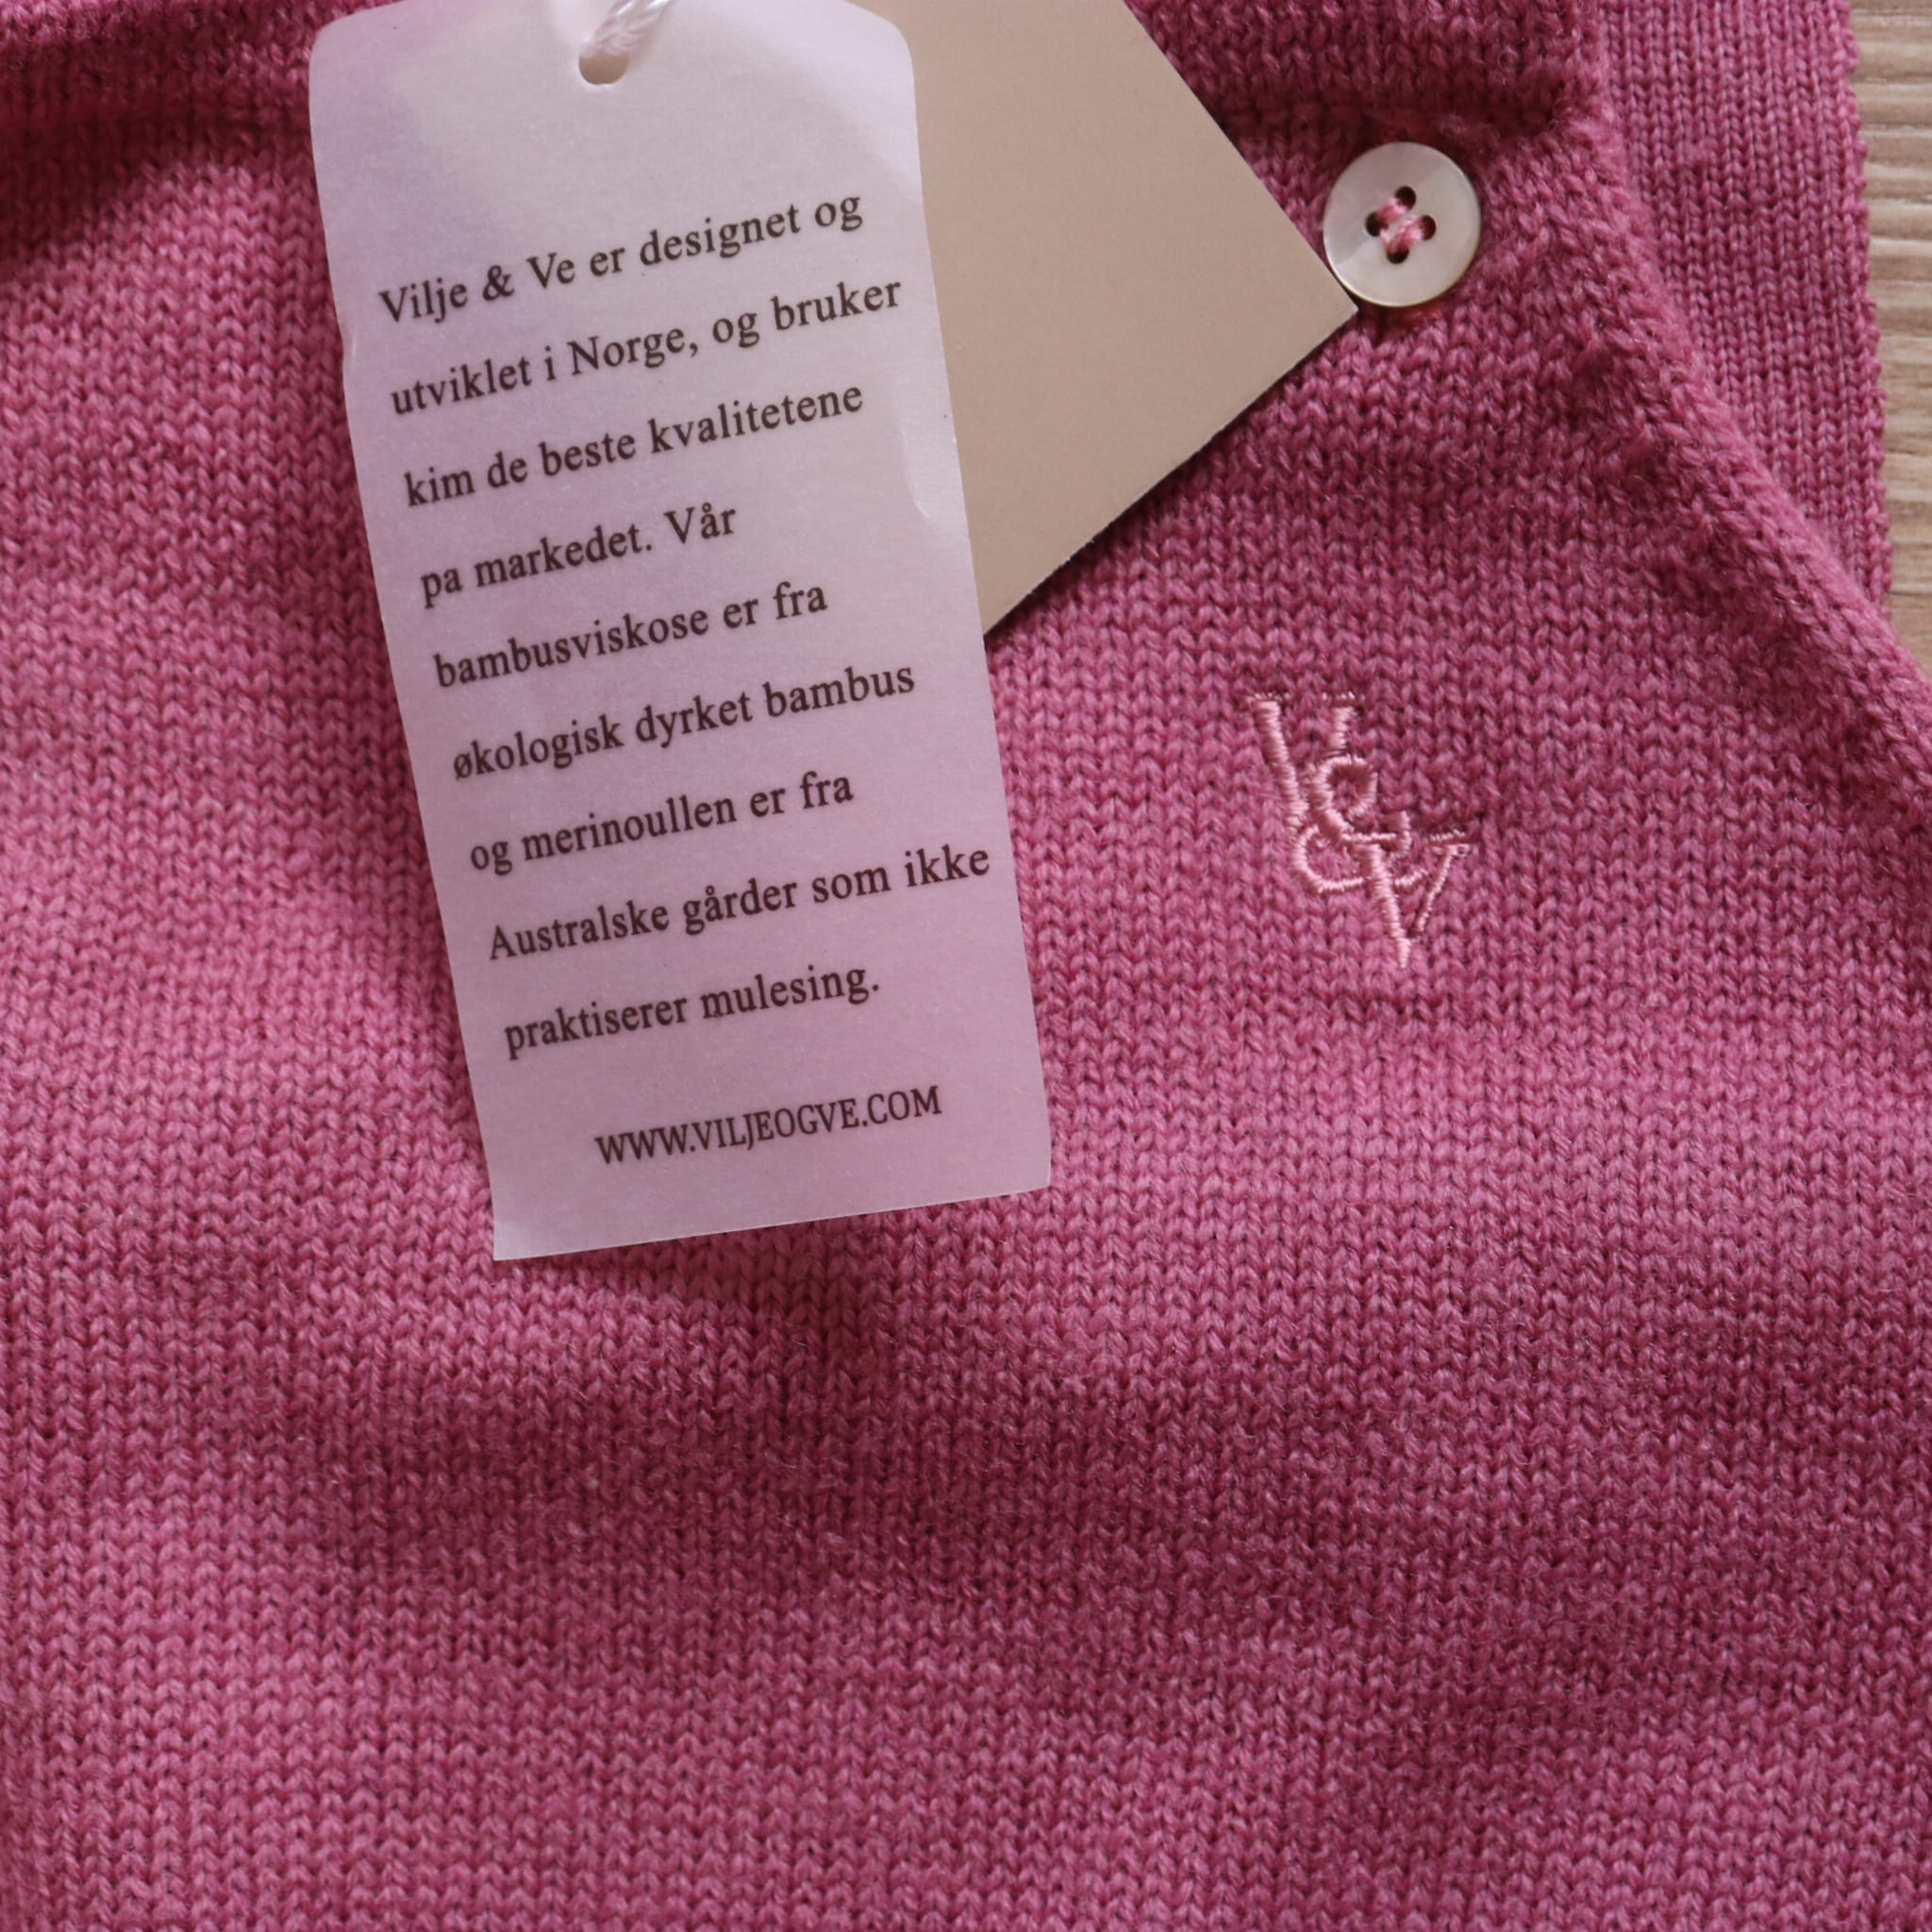 Vilje & Ve er designet og
utviklet i Norge, og bruker
kim de beste kvalitetene
pa markedet. Vår
bambusviskose er fra
økologisk dyrket bambus
og merinoullen er fra
Australske gårder som ikke
praktiserer mulesing.
WWW.VILJEOGVE.COM
V&V